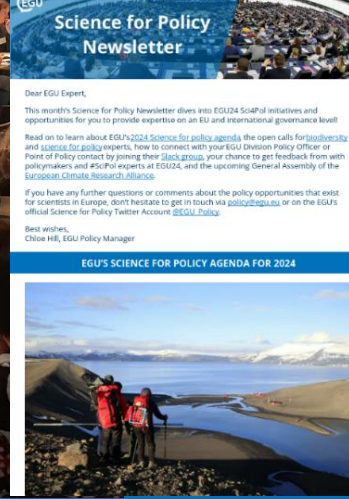 EGU
Science for Policy
Newsletter
Dear EGU Expert,
This month's Science for Policy Newsletter dives into EGU24 Sci4Pol initiatives and
opportunities for you to provide expertise on an EU and international governance level!
Read on to learn about EGU's 2024 Science for policy agenda, the open calls for biodiversity
and science for policy experts, how to connect with your EGU Division Policy Officer or
Point of Policy contact by joining their Slack group, your chance to get feedback from with
policymakers and #SciPol experts at EGU24, and the upcoming General Assembly of the
European Climate Research Alliance.
If you have any further questions or comments about the policy opportunities that exist
for scientists in Europe, don't hesitate to get in touch via policy@egu.eu or on the EGU's
official Science for Policy Twitter Account @EGU_Policy.
Best wishes,
Chloe Hill, EGU Policy Manager
EGU'S SCIENCE FOR POLICY AGENDA FOR 2024